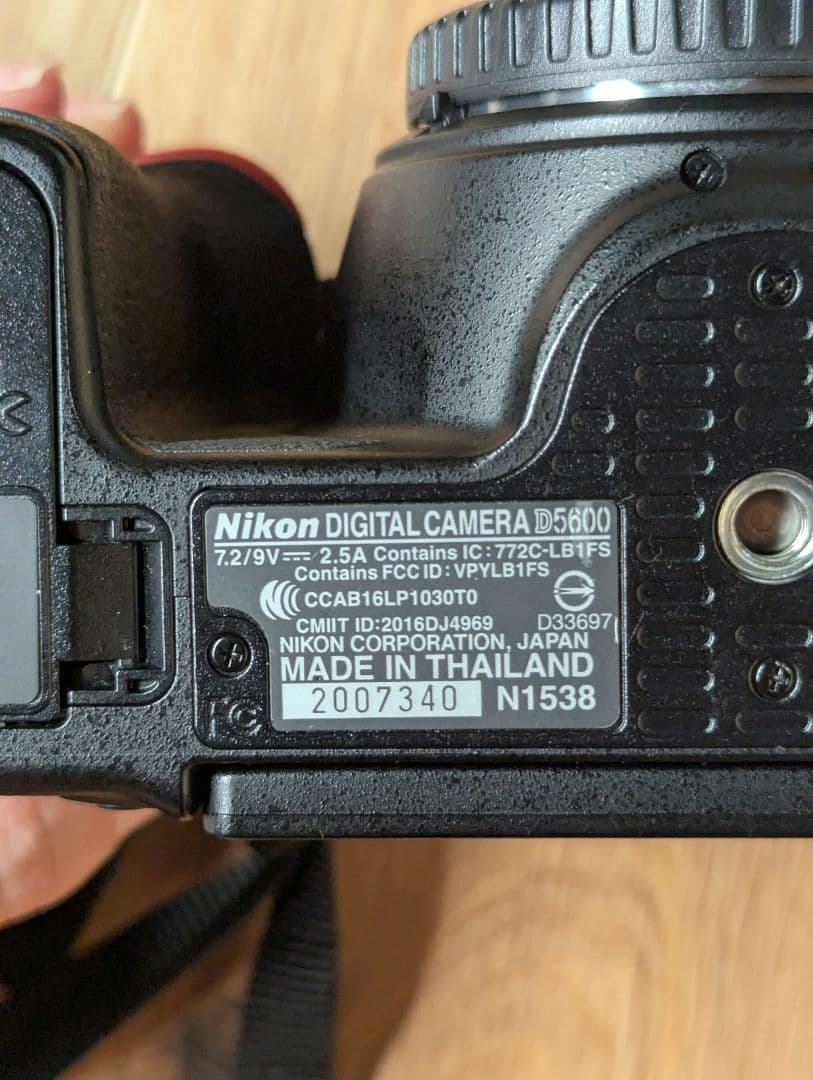 Nikon DIGITAL CAMERA D5600
7.2/9V⎓ 2.5A Contains IC:772C-LB1FS
Contains FCC ID:VPYLB1FS
CCAB16LP1030T0
CMIIT ID:2016DJ4969
D33697
NIKON CORPORATION, JAPAN
MADE IN THAILAND
2007340 N1538